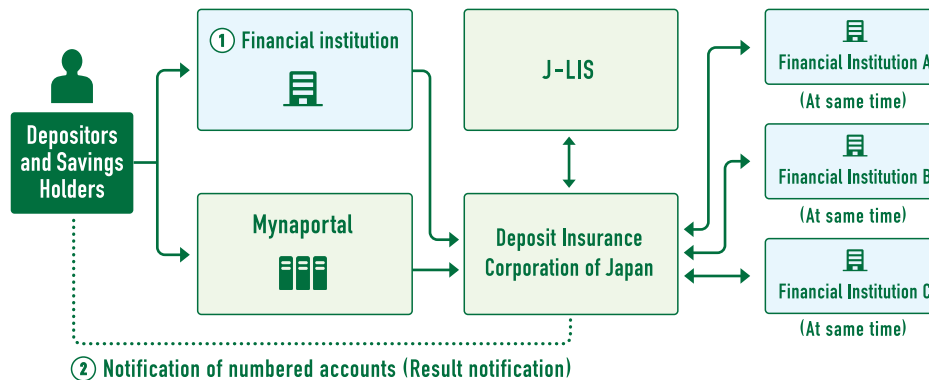 ① Financial institution
J-LIS
Financial Institution A
(At same time)
Depositors
and Savings
Holders
Financial Institution B
(At same time)
Mynaportal
Deposit Insurance
Corporation of Japan
Financial Institution C
(At same time)
② Notification of numbered accounts (Result notification)